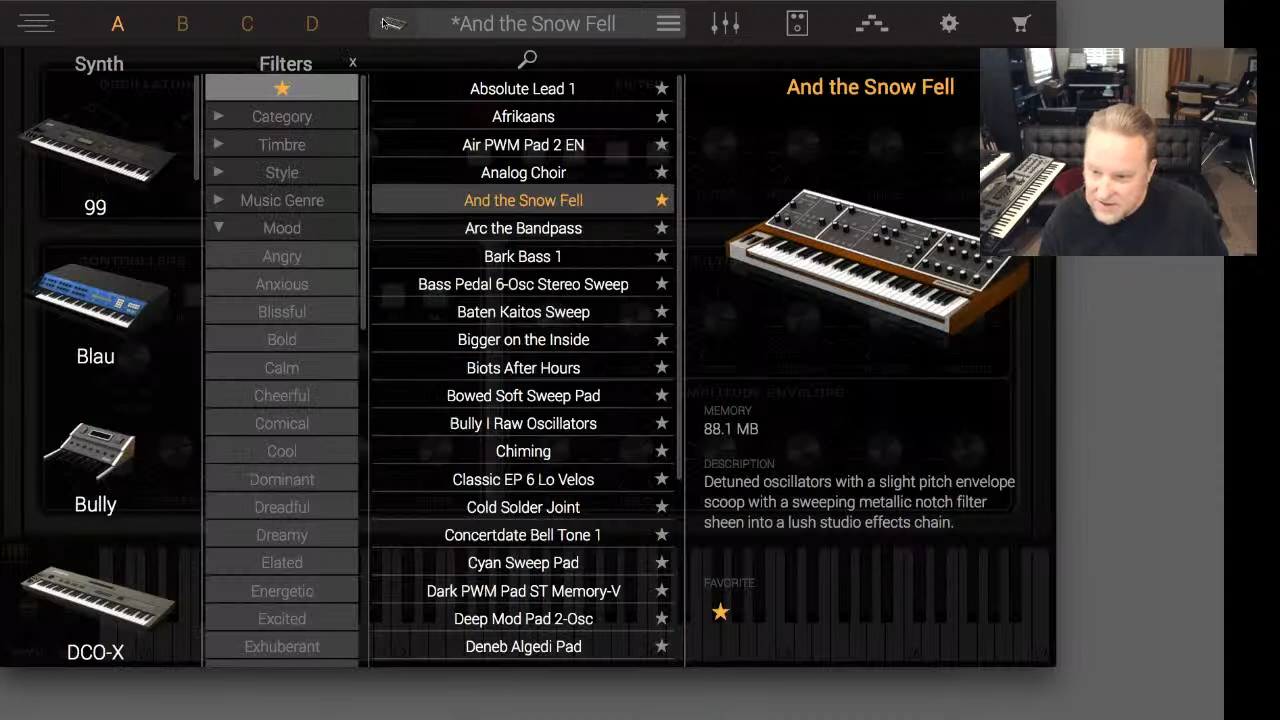 A
B
C
D
*And the Snow Fell
Synth
99
Blau
Bully
DCO-X
Filters
x
Category
Timbre
Style
Music Genre
Mood
Angry
Anxious
Blissful
Bold
Calm
Cheerful
Comical
Cool
Dominant
Dreadful
Dreamy
Elated
Energetic
Excited
Exhuberant
Absolute Lead 1
Afrikaans
Air PWM Pad 2 EN
Analog Choir
And the Snow Fell
Arc the Bandpass
Bark Bass 1
Bass Pedal 6-Osc Stereo Sweep
Baten Kaitos Sweep
Bigger on the Inside
Biots After Hours
Bowed Soft Sweep Pad
Bully I Raw Oscillators
Chiming
Classic EP 6 Lo Velos
Cold Solder Joint
Concertdate Bell Tone 1
Cyan Sweep Pad
Dark PWM Pad ST Memory-V
Deep Mod Pad 2-Osc
Deneb Algedi Pad
And the Snow Fell
MEMORY
88.1 MB
DESCRIPTION
Detuned oscillators with a slight pitch envelope
scoop with a sweeping metallic notch filter
sheen into a lush studio effects chain.
FAVORITE